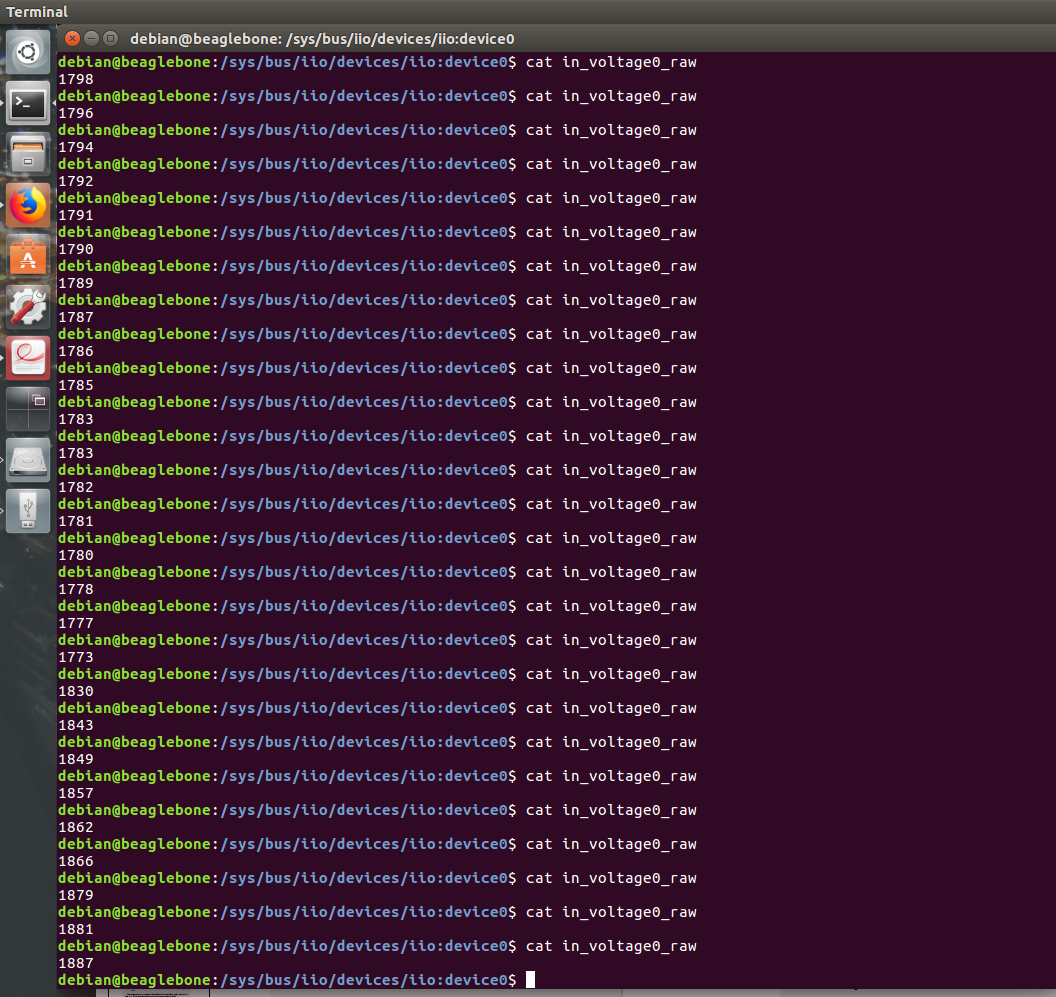 Terminal
debian@beaglebone: /sys/bus/iio/devices/iio:device0
debian@beaglebone:/sys/bus/iio/devices/iio:device0$ cat in_voltage0_raw
1798
debian@beaglebone:/sys/bus/iio/devices/iio:device0$ cat in_voltage0_raw
1796
debian@beaglebone:/sys/bus/iio/devices/iio:device0$ cat in_voltage0_raw
1794
debian@beaglebone:/sys/bus/iio/devices/iio:device0$ cat in_voltage0_raw
1792
debian@beaglebone:/sys/bus/iio/devices/iio:device0$ cat in_voltage0_raw
1791
debian@beaglebone:/sys/bus/iio/devices/iio:device0$ cat in_voltage0_raw
1790
debian@beaglebone:/sys/bus/iio/devices/iio:device0$ cat in_voltage0_raw
1789
debian@beaglebone:/sys/bus/iio/devices/iio:device0$ cat in_voltage0_raw
1787
debian@beaglebone:/sys/bus/iio/devices/iio:device0$ cat in_voltage0_raw
1786
debian@beaglebone:/sys/bus/iio/devices/iio:device0$ cat in_voltage0_raw
1785
debian@beaglebone:/sys/bus/iio/devices/iio:device0$ cat in_voltage0_raw
1783
debian@beaglebone:/sys/bus/iio/devices/iio:device0$ cat in_voltage0_raw
1783
debian@beaglebone:/sys/bus/iio/devices/iio:device0$ cat in_voltage0_raw
1782
debian@beaglebone:/sys/bus/iio/devices/iio:device0$ cat in_voltage0_raw
1781
debian@beaglebone:/sys/bus/iio/devices/iio:device0$ cat in_voltage0_raw
1780
debian@beaglebone:/sys/bus/iio/devices/iio:device0$ cat in_voltage0_raw
1778
debian@beaglebone:/sys/bus/iio/devices/iio:device0$ cat in_voltage0_raw
1777
debian@beaglebone:/sys/bus/iio/devices/iio:device0$ cat in_voltage0_raw
1773
debian@beaglebone:/sys/bus/iio/devices/iio:device0$ cat in_voltage0_raw
1830
debian@beaglebone:/sys/bus/iio/devices/iio:device0$ cat in_voltage0_raw
1843
debian@beaglebone:/sys/bus/iio/devices/iio:device0$ cat in_voltage0_raw
1849
debian@beaglebone:/sys/bus/iio/devices/iio:device0$ cat in_voltage0_raw
1857
debian@beaglebone:/sys/bus/iio/devices/iio:device0$ cat in_voltage0_raw
1862
debian@beaglebone:/sys/bus/iio/devices/iio:device0$ cat in_voltage0_raw
1866
debian@beaglebone:/sys/bus/iio/devices/iio:device0$ cat in_voltage0_raw
1879
debian@beaglebone:/sys/bus/iio/devices/iio:device0$ cat in_voltage0_raw
1881
debian@beaglebone:/sys/bus/iio/devices/iio:device0$ cat in_voltage0_raw
1887
debian@beaglebone:/sys/bus/iio/devices/iio:device0$